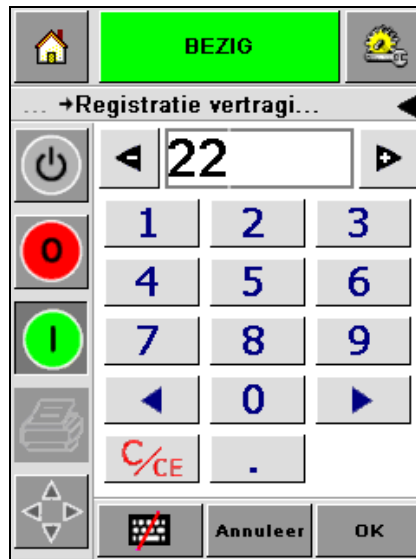 BEZIG
... →Registratie vertragi...
22
1 2 3
4 5 6
7 8 9
0
C/CE .
Annuleer OK